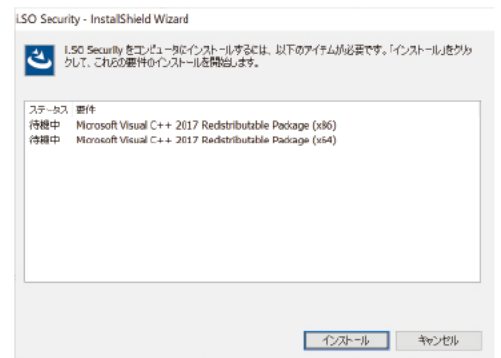 i.SO Security - InstallShield Wizard
i.SO Security をコンピュータにインストールするには、以下のアイテムが必要です。「インストール」をクリッ
クして、これらの要件のインストールを開始します。
ステータス 要件
待機中 Microsoft Visual C++ 2017 Redistributable Package (x86)
待機中 Microsoft Visual C++ 2017 Redistributable Package (x64)
インストール キャンセル